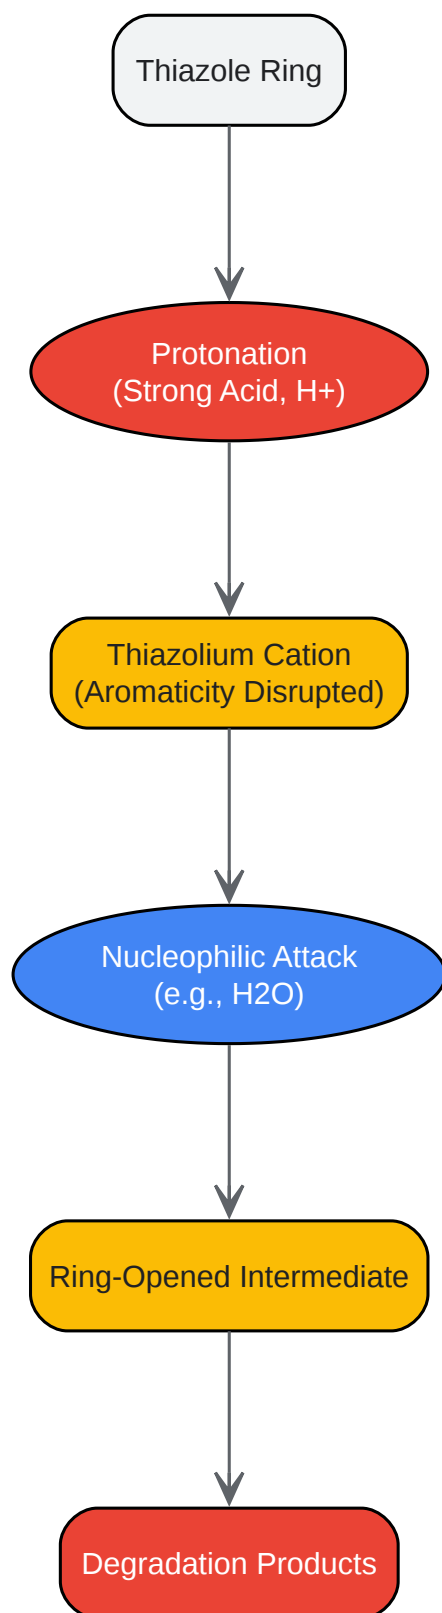 Thiazole Ring
Protonation
(Strong Acid, H+)
Thiazolium Cation
(Aromaticity Disrupted)
Nucleophilic Attack
(e.g., H2O)
Ring-Opened Intermediate
Degradation Products